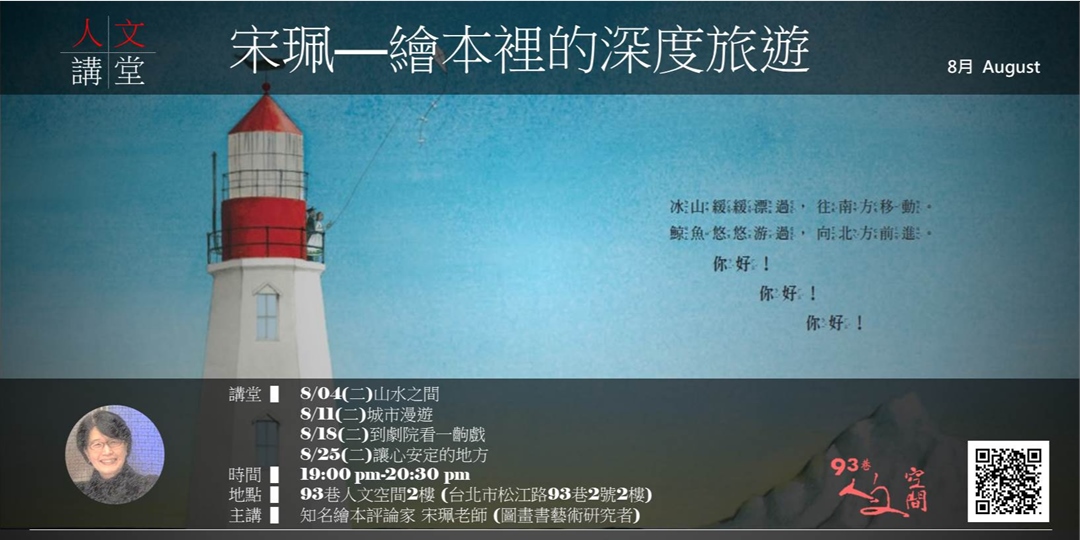 人文
講堂
宋珮—繪本裡的深度旅遊
8月 August
冰山緩緩漂過，往南方移動。
鯨魚悠悠游過，向北方前進。
你好！
你好！
你好！
講堂 8/04(二)山水之間
8/11(二)城市漫遊
8/18(二)到劇院看一齣戲
8/25(二)讓心安定的地方
時間 19:00 pm-20:30 pm
地點 93巷人文空間2樓 (台北市松江路93巷2號2樓)
主講 知名繪本評論家 宋珮老師 (圖畫書藝術研究者)
93巷
人文
空間